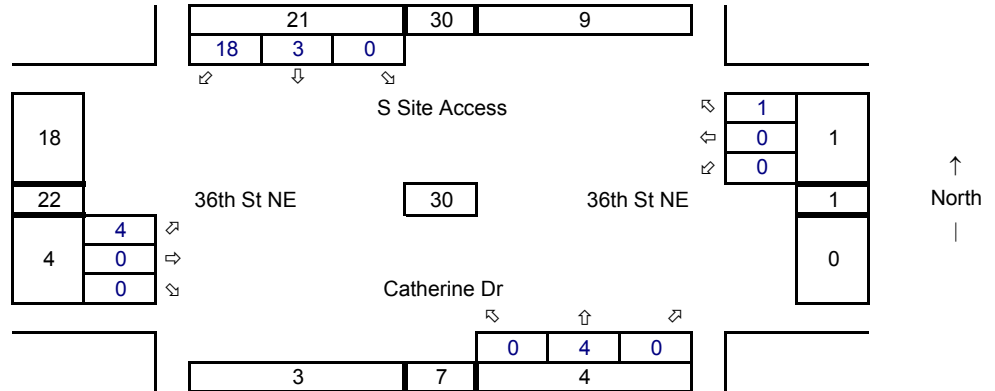 21 30 9
18 3 0
⬃ ⇩ ⬂
S Site Access
⬁ 1
18 ⇦ 0 1
⬃ 0
↑
22 36th St NE 30 36th St NE 1 North
4 ⬀ |
4 0 ⇨ 0
0 ⬂ Catherine Dr
⬁ ⇧ ⬀
0 4 0
3 7 4